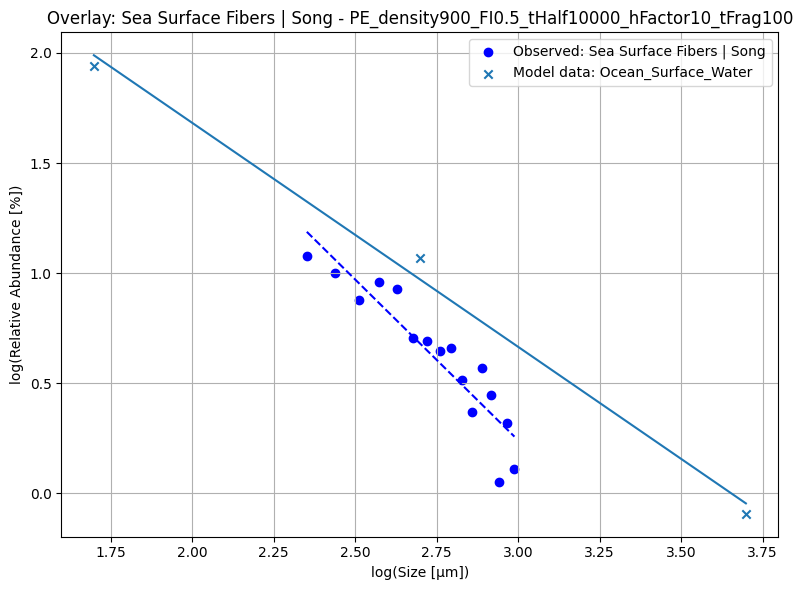 Overlay: Sea Surface Fibers | Song - PE_density900_FI0.5_tHalf10000_hFactor10_tFrag100
Observed: Sea Surface Fibers | Song
Model data: Ocean_Surface_Water
log(Relative Abundance [%])
2.0
1.5
1.0
0.5
0.0
1.75 2.00 2.25 2.50 2.75 3.00 3.25 3.50 3.75
log(Size [µm])